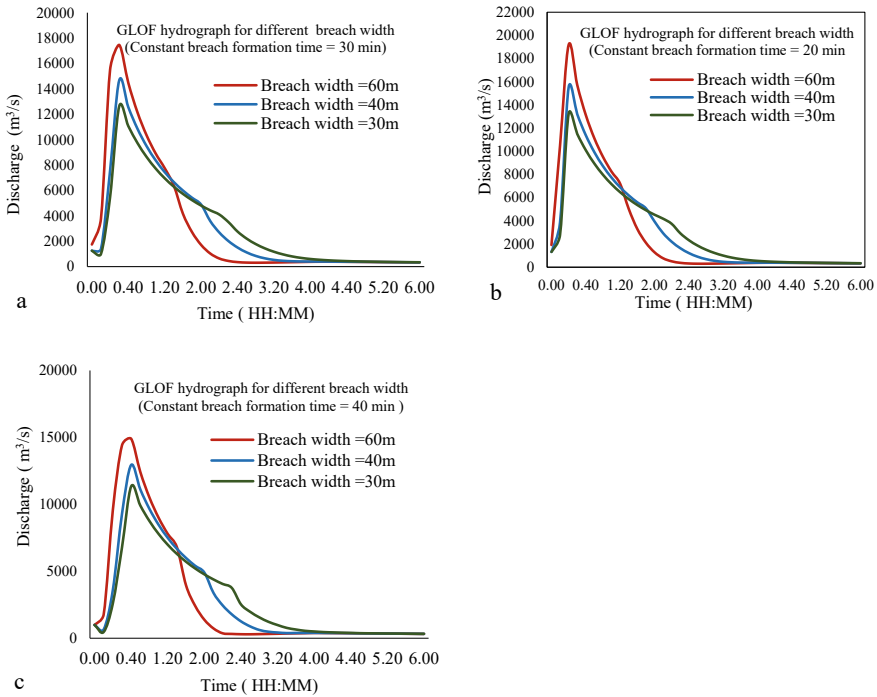 GLOF hydrograph for different breach width
(Constant breach formation time = 30 min)
Breach width =60m
Breach width =40m
Breach width =30m
Discharge (m³/s)
20000
18000
16000
14000
12000
10000
8000
6000
4000
2000
0
0.00 0.40 1.20 2.00 2.40 3.20 4.00 4.40 5.20 6.00
Time ( HH:MM)
a
GLOF hydrograph for different breach width
(Constant breach formation time = 20 min
Breach width =60m
Breach width =40m
Breach width =30m
Discharge (m³/s)
22000
20000
18000
16000
14000
12000
10000
8000
6000
4000
2000
0
0.00 0.40 1.20 2.00 2.40 3.20 4.00 4.40 5.20 6.00
Time ( HH:MM)
b
GLOF hydrograph for different breach width
(Constant breach formation time = 40 min )
Breach width =60m
Breach width =40m
Breach width =30m
Discharge ( m³/s)
20000
15000
10000
5000
0
0.00 0.40 1.20 2.00 2.40 3.20 4.00 4.40 5.20 6.00
Time ( HH:MM)
c